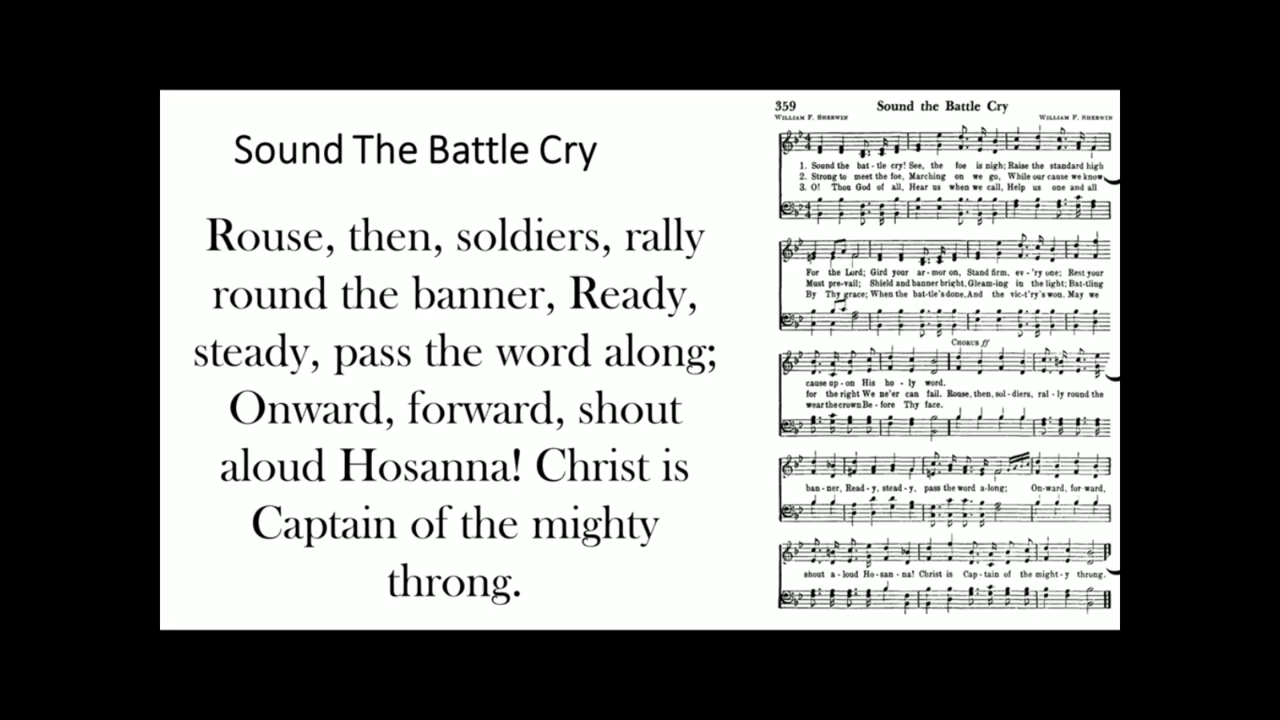 Sound The Battle Cry
Rouse, then, soldiers, rally
round the banner, Ready,
steady, pass the word along;
Onward, forward, shout
aloud Hosanna! Christ is
Captain of the mighty
throng.
359 Sound the Battle Cry
WILLIAM F. SHERWIN WILLIAM F. SHERWIN
1. Sound the bat - tle cry! See, the foe is nigh; Raise the standard high
2. Strong to meet the foe, Marching on we go, While our cause we know
3. O! Thou God of all, Hear us when we call, Help us one and all
For the Lord; Gird your ar- mor on, Stand firm, ev - 'ry one; Rest your
Must pre-vail; Shield and banner bright, Gleam-ing in the light; Bat-tling
By Thy grace; When the bat-tle's done, And the vic-t'ry's won, May we
CHORUS ff
cause up - on His ho - ly word.
for the right We ne'er can fail. Rouse, then, sol - diers, ral - ly round the
wear the crown Be - fore Thy face.
ban - ner, Read - y, stead - y, pass the word a-long; On-ward, for-ward,
shout a - loud Ho-san - na! Christ is Cap - tain of the might - y throng.